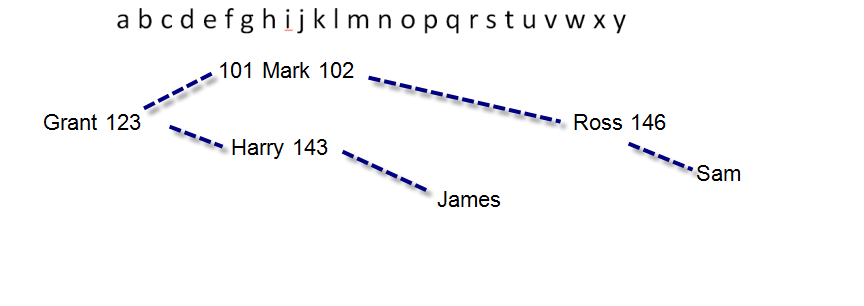 a b c d e f g h i j k l m n o p q r s t u v w x y
101 Mark 102
Grant 123
Ross 146
Harry 143
Sam
James